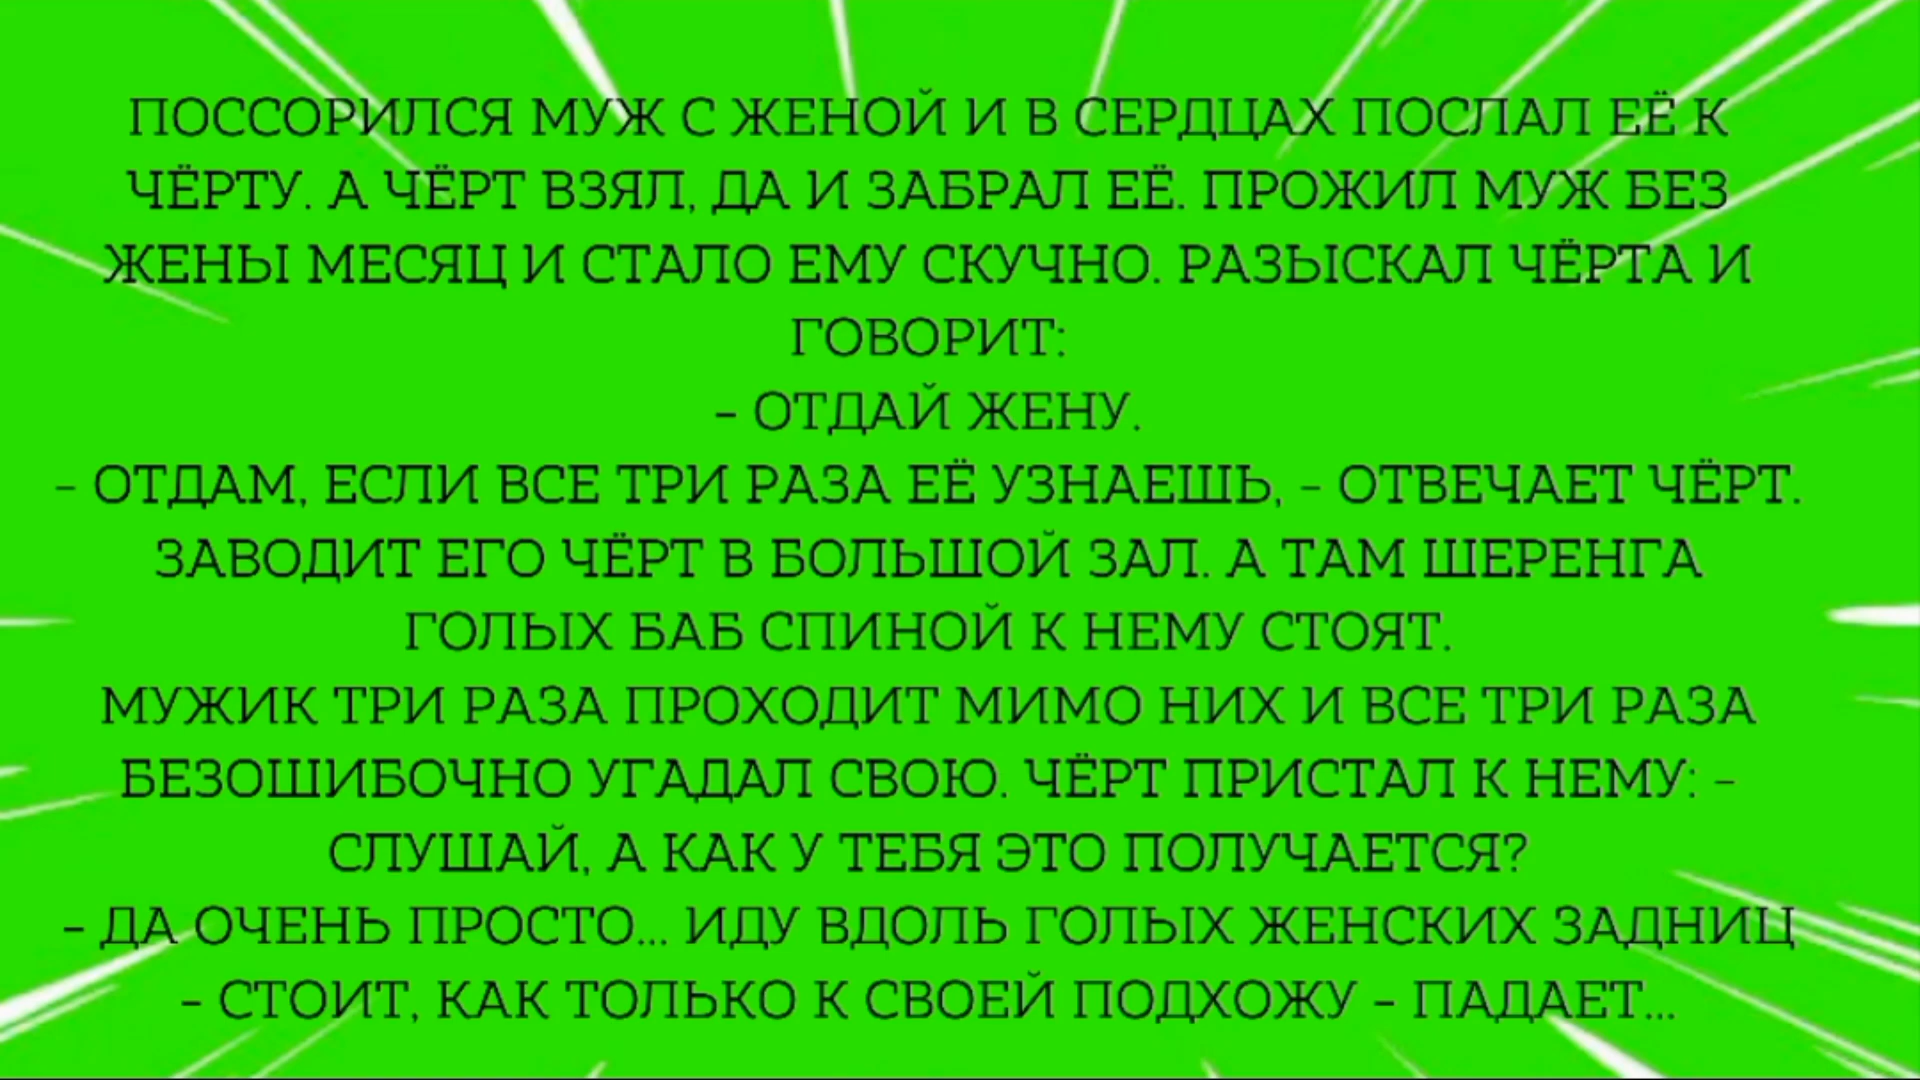 ПОССОРИЛСЯ МУЖ С ЖЕНОЙ И В СЕРДЦАХ ПОСЛАЛ ЕЁ К
ЧЁРТУ. А ЧЁРТ ВЗЯЛ, ДА И ЗАБРАЛ ЕЁ. ПРОЖИЛ МУЖ БЕЗ
ЖЕНЫ МЕСЯЦ И СТАЛО ЕМУ СКУЧНО. РАЗЫСКАЛ ЧЁРТА И
ГОВОРИТ:
- ОТДАЙ ЖЕНУ.
- ОТДАМ, ЕСЛИ ВСЕ ТРИ РАЗА ЕЁ УЗНАЕШЬ, - ОТВЕЧАЕТ ЧЁРТ.
ЗАВОДИТ ЕГО ЧЁРТ В БОЛЬШОЙ ЗАЛ. А ТАМ ШЕРЕНГА
ГОЛЫХ БАБ СПИНОЙ К НЕМУ СТОЯТ.
МУЖИК ТРИ РАЗА ПРОХОДИТ МИМО НИХ И ВСЕ ТРИ РАЗА
БЕЗОШИБОЧНО УГАДАЛ СВОЮ. ЧЁРТ ПРИСТАЛ К НЕМУ: -
СЛУШАЙ, А КАК У ТЕБЯ ЭТО ПОЛУЧАЕТСЯ?
- ДА ОЧЕНЬ ПРОСТО... ИДУ ВДОЛЬ ГОЛЫХ ЖЕНСКИХ ЗАДНИЦ
- СТОИТ, КАК ТОЛЬКО К СВОЕЙ ПОДХОЖУ - ПАДАЕТ...